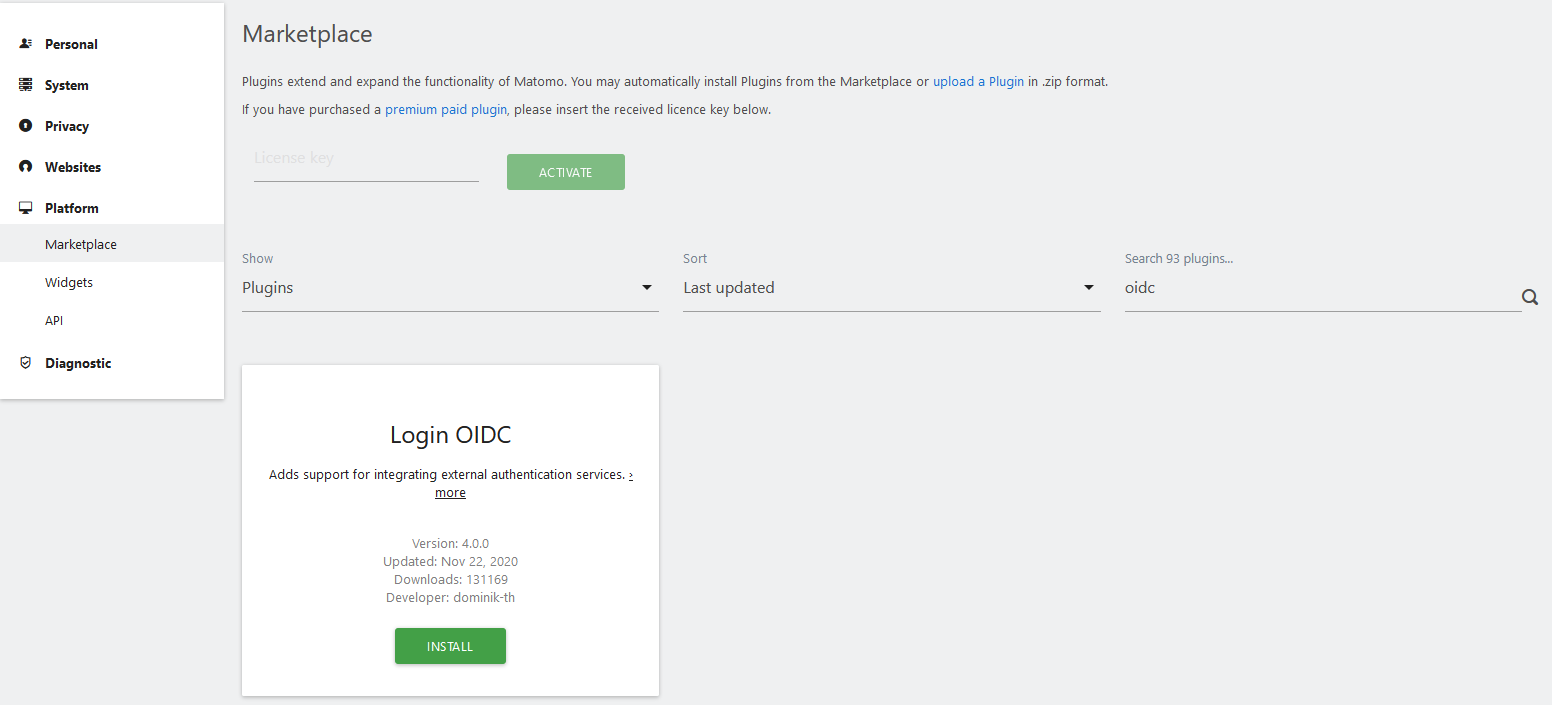 Personal
System
Privacy
Websites
Platform
Marketplace
Widgets
API
Diagnostic
Marketplace
Plugins extend and expand the functionality of Matomo. You may automatically install Plugins from the Marketplace or upload a Plugin in .zip format.
If you have purchased a premium paid plugin, please insert the received licence key below.
License key
ACTIVATE
Show
Plugins
Sort
Last updated
Search 93 plugins...
oidc
Login OIDC
Adds support for integrating external authentication services. ›
more
Version: 4.0.0
Updated: Nov 22, 2020
Downloads: 131169
Developer: dominik-th
INSTALL